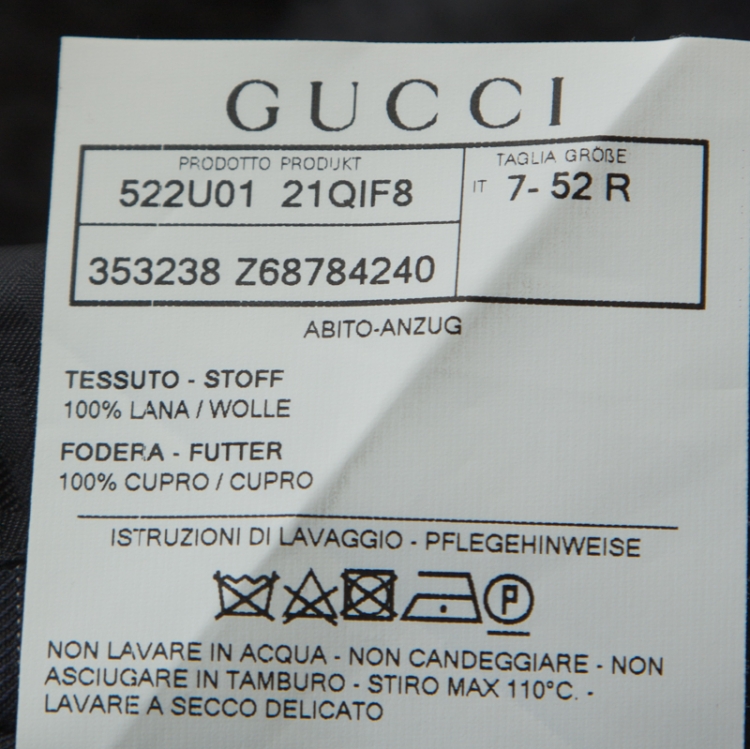 GUCCI
PRODOTTO PRODUKT
522U01 21QIF8
TAGLIA GRÖßE
IT 7- 52 R
353238 Z68784240
ABITO-ANZUG
TESSUTO - STOFF
100% LANA / WOLLE
FODERA - FUTTER
100% CUPRO / CUPRO
ISTRUZIONI DI LAVAGGIO - PFLEGEHINWEISE
P
NON LAVARE IN ACQUA - NON CANDEGGIARE - NON
ASCIUGARE IN TAMBURO - STIRO MAX 110°C. -
LAVARE A SECCO DELICATO